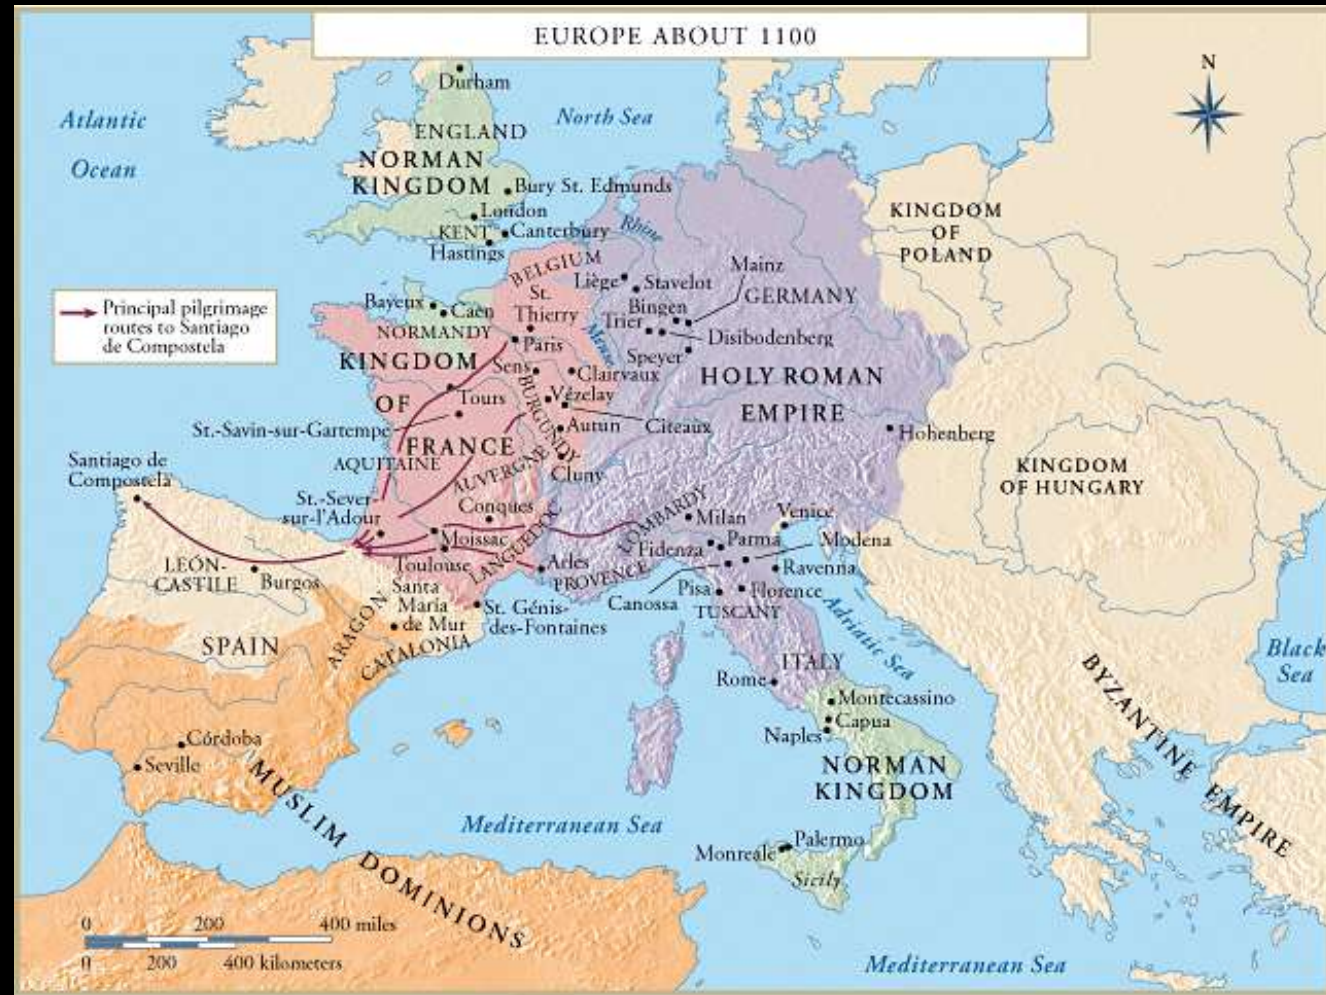 EUROPE ABOUT 1100
N
Atlantic
Ocean
North Sea
Durham
ENGLAND
NORMAN
KINGDOM
Bury St. Edmunds
London
KENT
Canterbury
Hastings
KINGDOM
OF
POLAND
Rhine
BELGIUM
Liège
Stavelot
Mainz
Bingen
GERMANY
Trier
Disibodenberg
Speyer
Meuse
Principal pilgrimage
routes to Santiago
de Compostela
Bayeux
Caen
NORMANDY
St.
Thierry
Paris
KINGDOM
OF
FRANCE
Sens
Clairvaux
HOLY ROMAN
EMPIRE
Tours
BURGUNDY
Vézelay
St.-Savin-sur-Gartempe
Autun
Citeaux
Hohenberg
AQUITAINE
AUVERGNE
Cluny
KINGDOM
OF HUNGARY
Santiago de
Compostela
St.-Sever-
sur-l'Adour
Conques
Moissac
LANGUEDOC
Toulouse
Arles
PROVENCE
LOMBARDY
Milan
Venice
Fidenza
Parma
Modena
Ravenna
Pisa
Florence
Canossa
TUSCANY
Adriatic Sea
LEÓN-
CASTILE
Burgos
Santa
María
de Mur
St. Génis-
des-Fontaines
SPAIN
ARAGON
CATALONIA
ITALY
Rome
Black
Sea
BYZANTINE EMPIRE
Montecassino
Capua
Naples
NORMAN
KINGDOM
Córdoba
Seville
MUSLIM DOMINIONS
Mediterranean Sea
Palermo
Monreale
Sicily
0 200 400 miles
0 200 400 kilometers
Mediterranean Sea